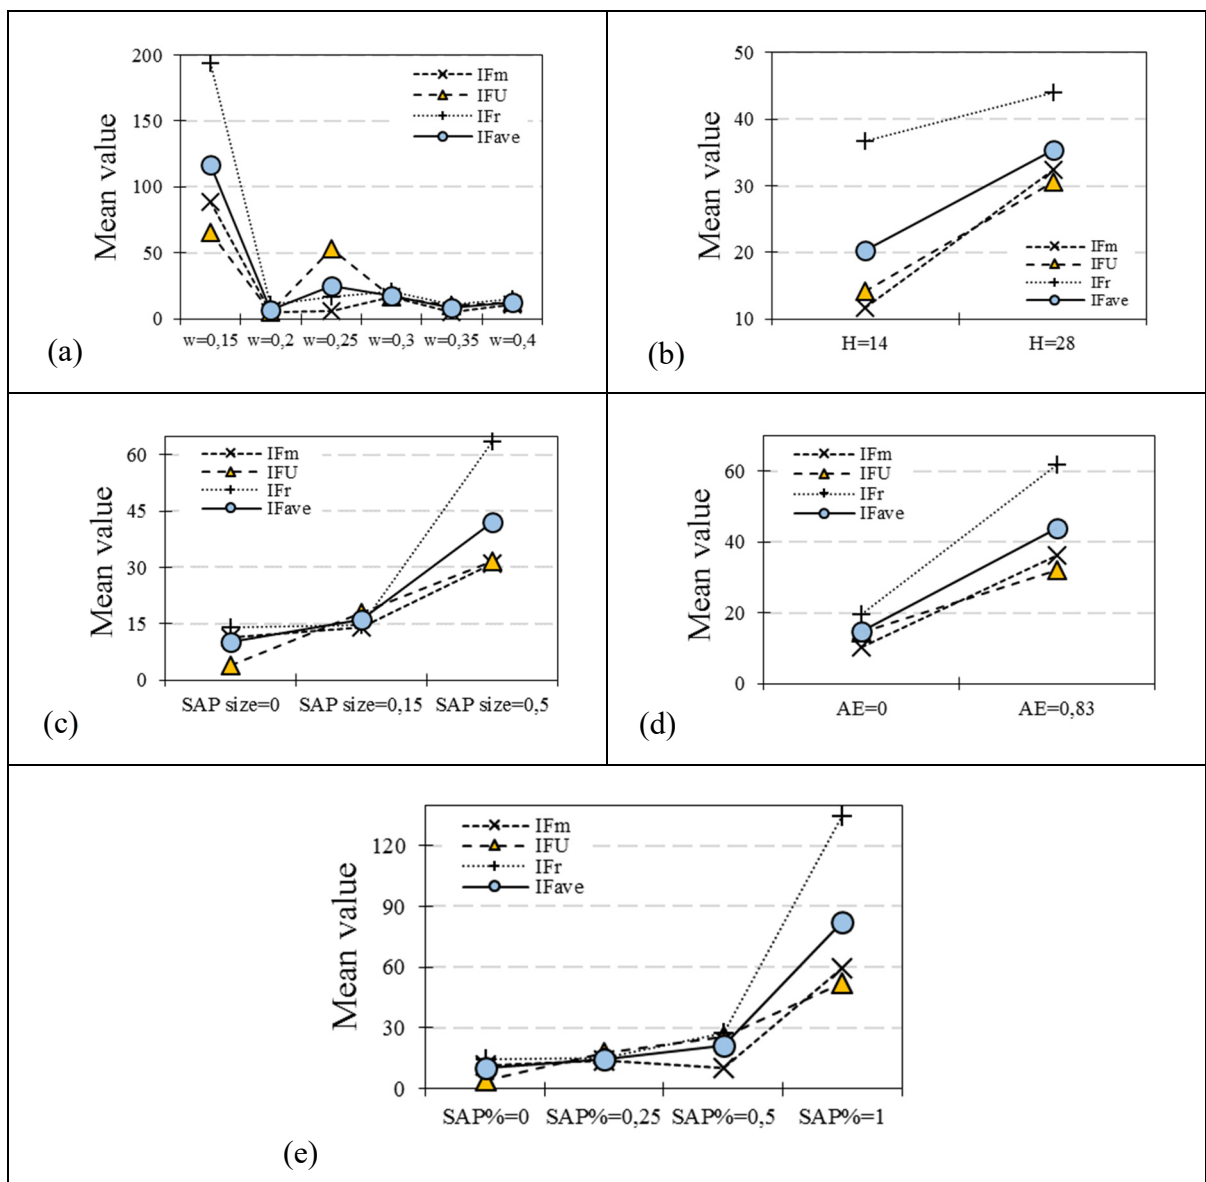 200
150
100
50
0
Mean value
IFm
IFU
IFr
IFave
w=0,15 w=0,2 w=0,25 w=0,3 w=0,35 w=0,4
(a)
50
40
30
20
10
Mean value
IFm
IFU
IFr
IFave
H=14 H=28
(b)
60
45
30
15
0
Mean value
IFm
IFU
IFr
IFave
SAP size=0 SAP size=0,15 SAP size=0,5
(c)
60
40
20
0
Mean value
IFm
IFU
IFr
IFave
AE=0 AE=0,83
(d)
120
90
60
30
0
Mean value
IFm
IFU
IFr
IFave
SAP%=0 SAP%=0,25 SAP%=0,5 SAP%=1
(e)